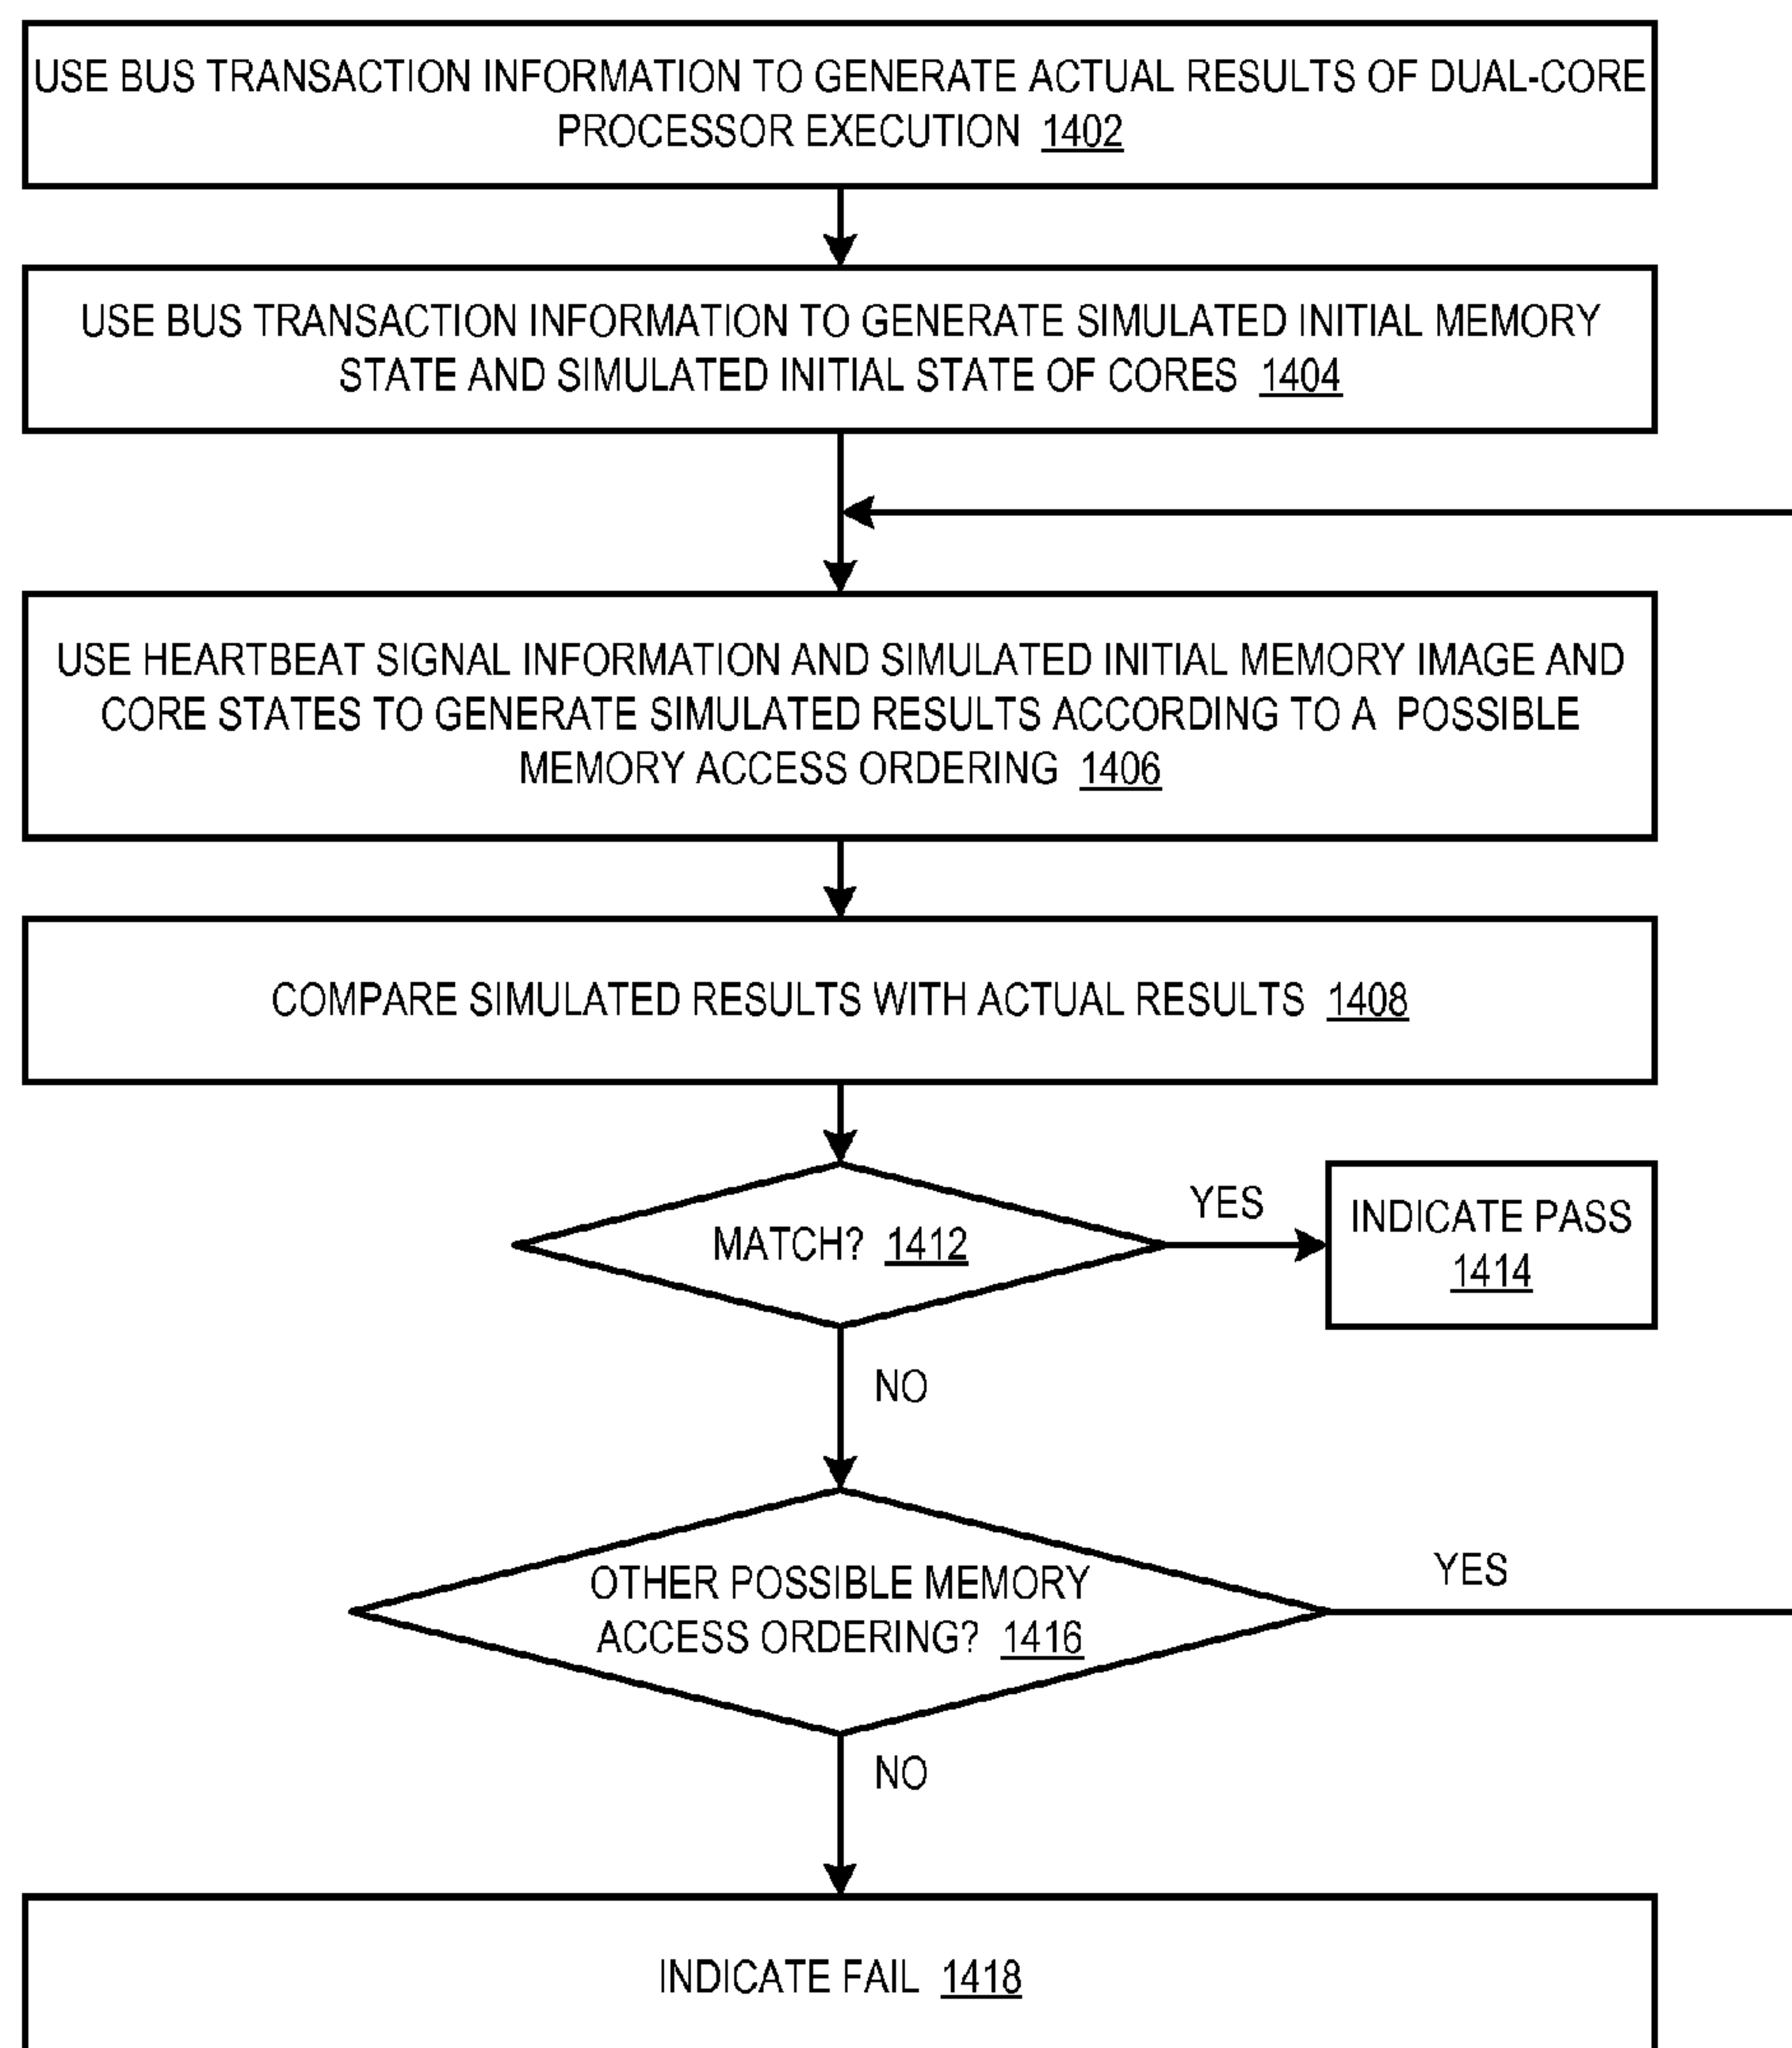 USE BUS TRANSACTION INFORMATION TO GENERATE ACTUAL RESULTS OF DUAL-CORE
PROCESSOR EXECUTION 1402
USE BUS TRANSACTION INFORMATION TO GENERATE SIMULATED INITIAL MEMORY
STATE AND SIMULATED INITIAL STATE OF CORES 1404
USE HEARTBEAT SIGNAL INFORMATION AND SIMULATED INITIAL MEMORY IMAGE AND
CORE STATES TO GENERATE SIMULATED RESULTS ACCORDING TO A POSSIBLE
MEMORY ACCESS ORDERING 1406
COMPARE SIMULATED RESULTS WITH ACTUAL RESULTS 1408
MATCH? 1412
YES
INDICATE PASS
1414
NO
OTHER POSSIBLE MEMORY
ACCESS ORDERING? 1416
YES
NO
INDICATE FAIL 1418